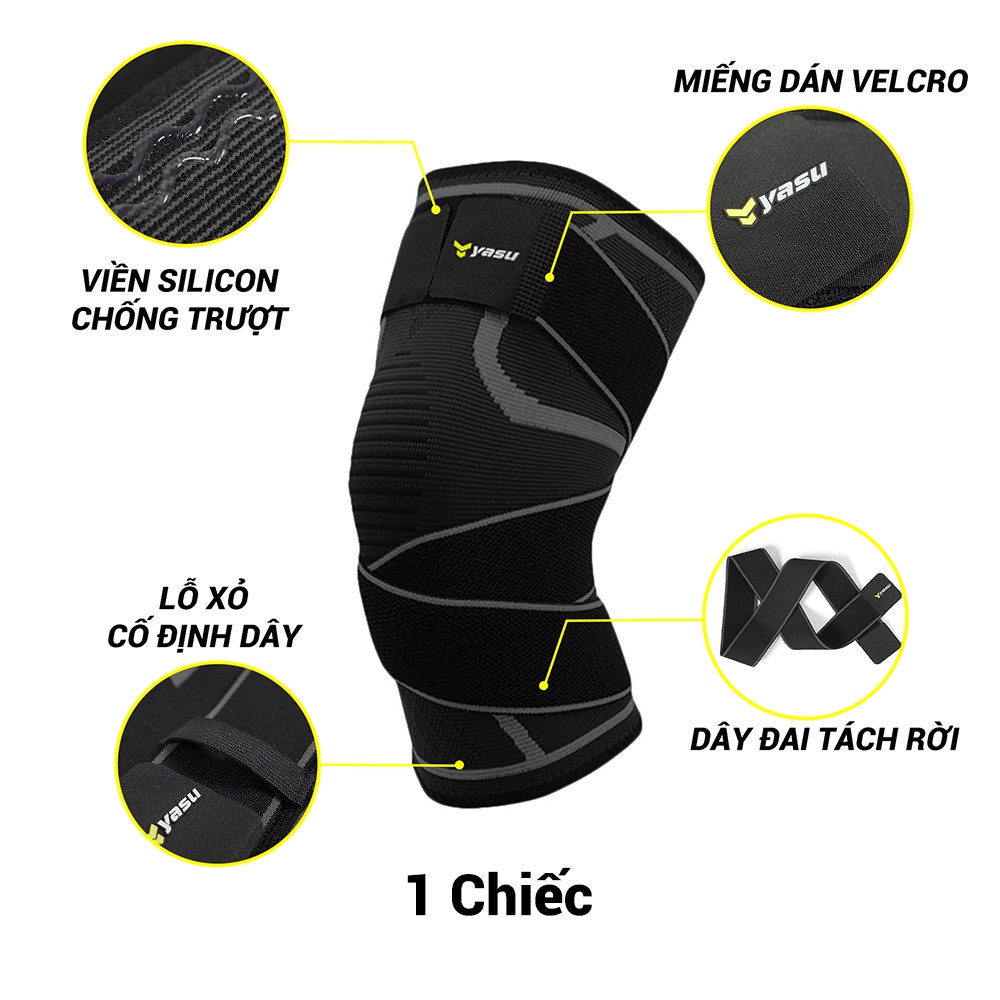 MIẾNG DÁN VELCRO
yasu
VIỀN SILICON
CHỐNG TRƯỢT
yasu
LỖ XỎ
CỐ ĐỊNH DÂY
yasu
yasu
DÂY ĐAI TÁCH RỜI
1 Chiếc